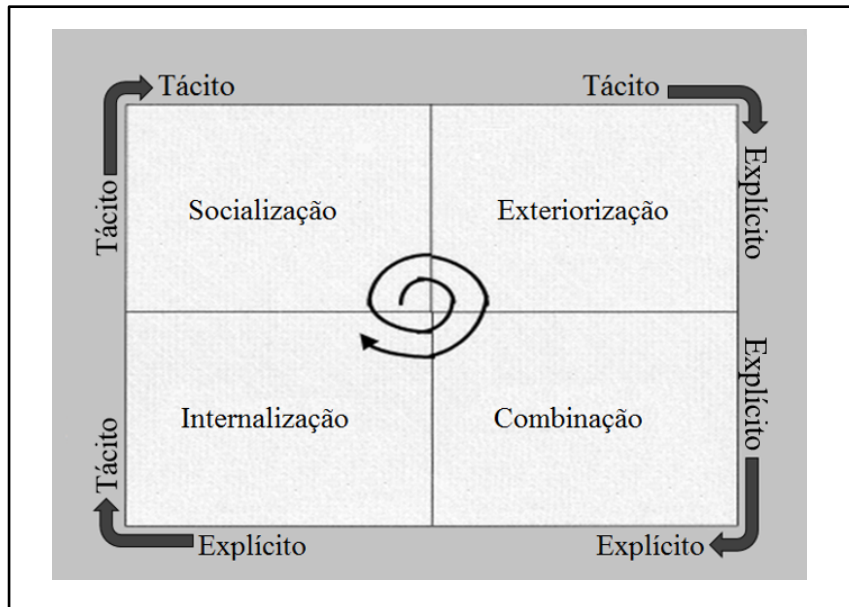 Tácito
Tácito
Tácito
Explícito
Socialização
Exteriorização
Internalização
Combinação
Explícito
Tácito
Explícito
Explícito